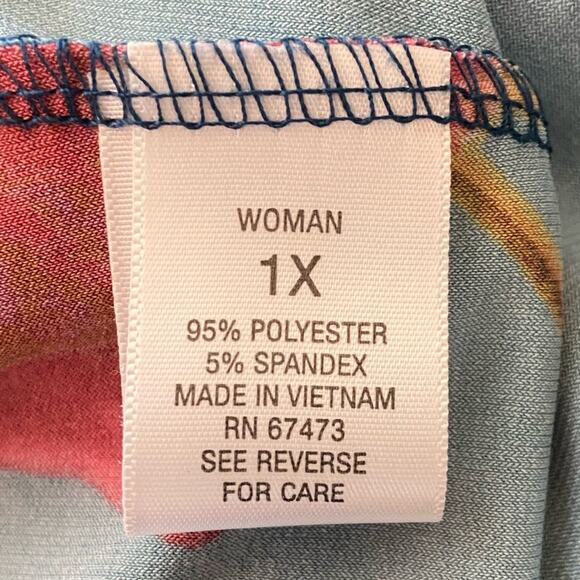 WOMAN
1X
95% POLYESTER
5% SPANDEX
MADE IN VIETNAM
RN 67473
SEE REVERSE
FOR CARE